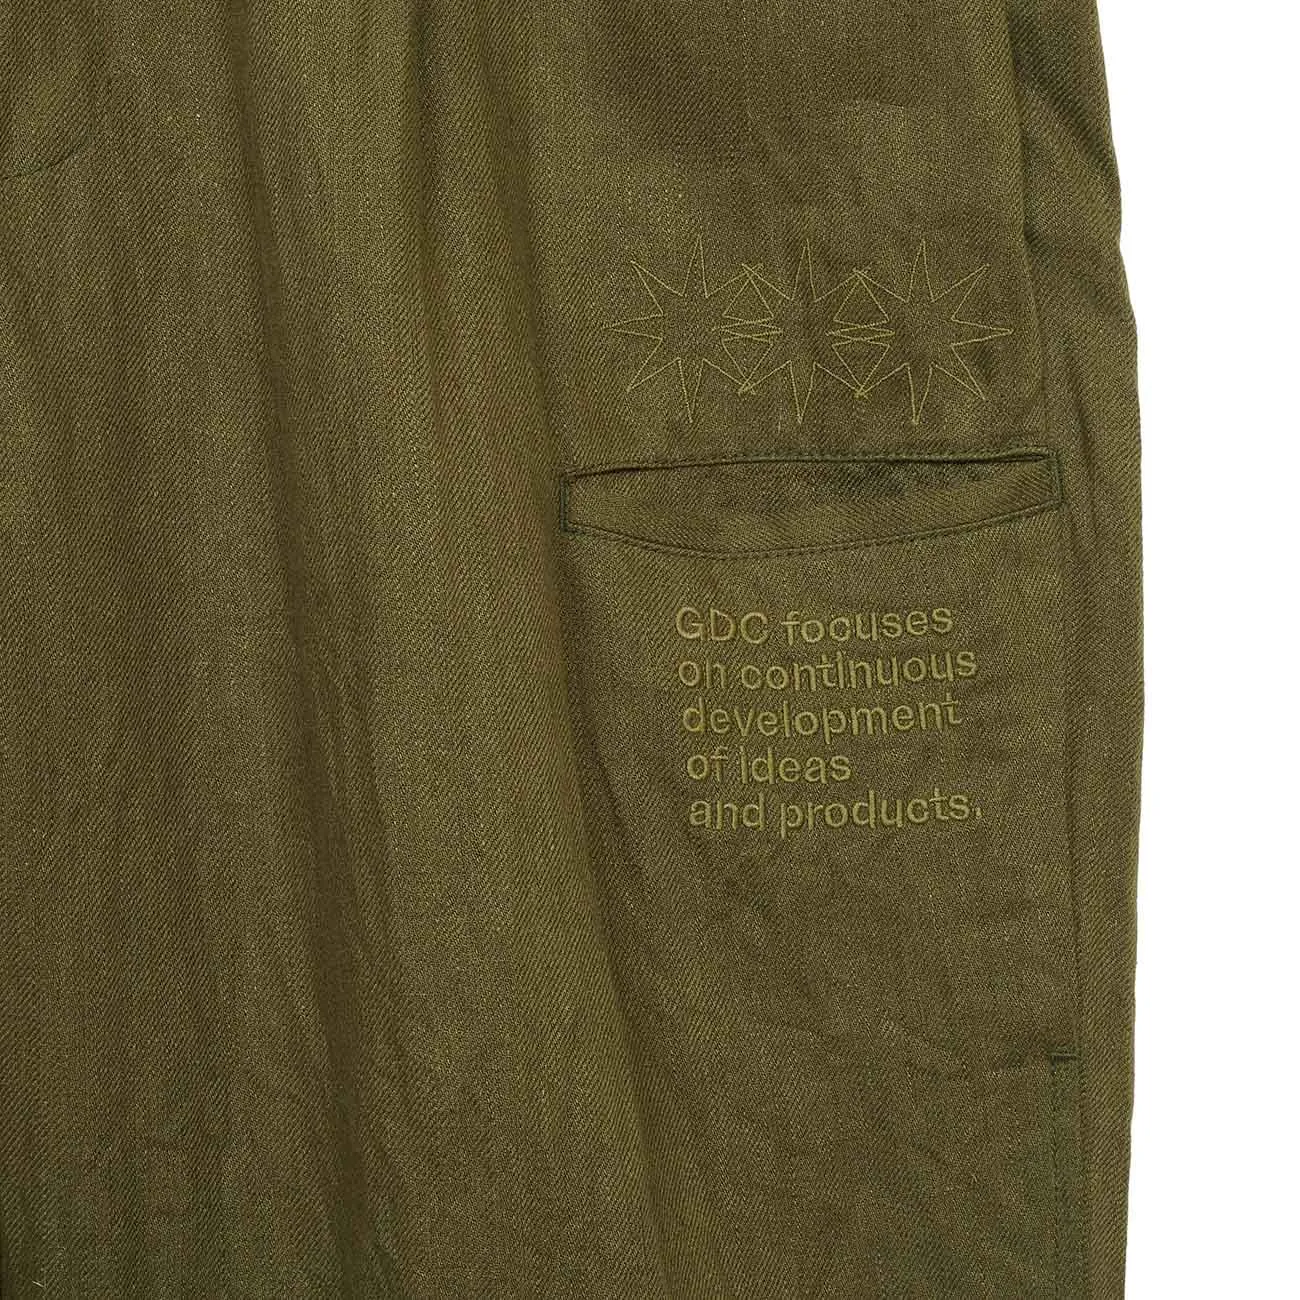 GDC focuses
on continuous
development
of ideas
and products.